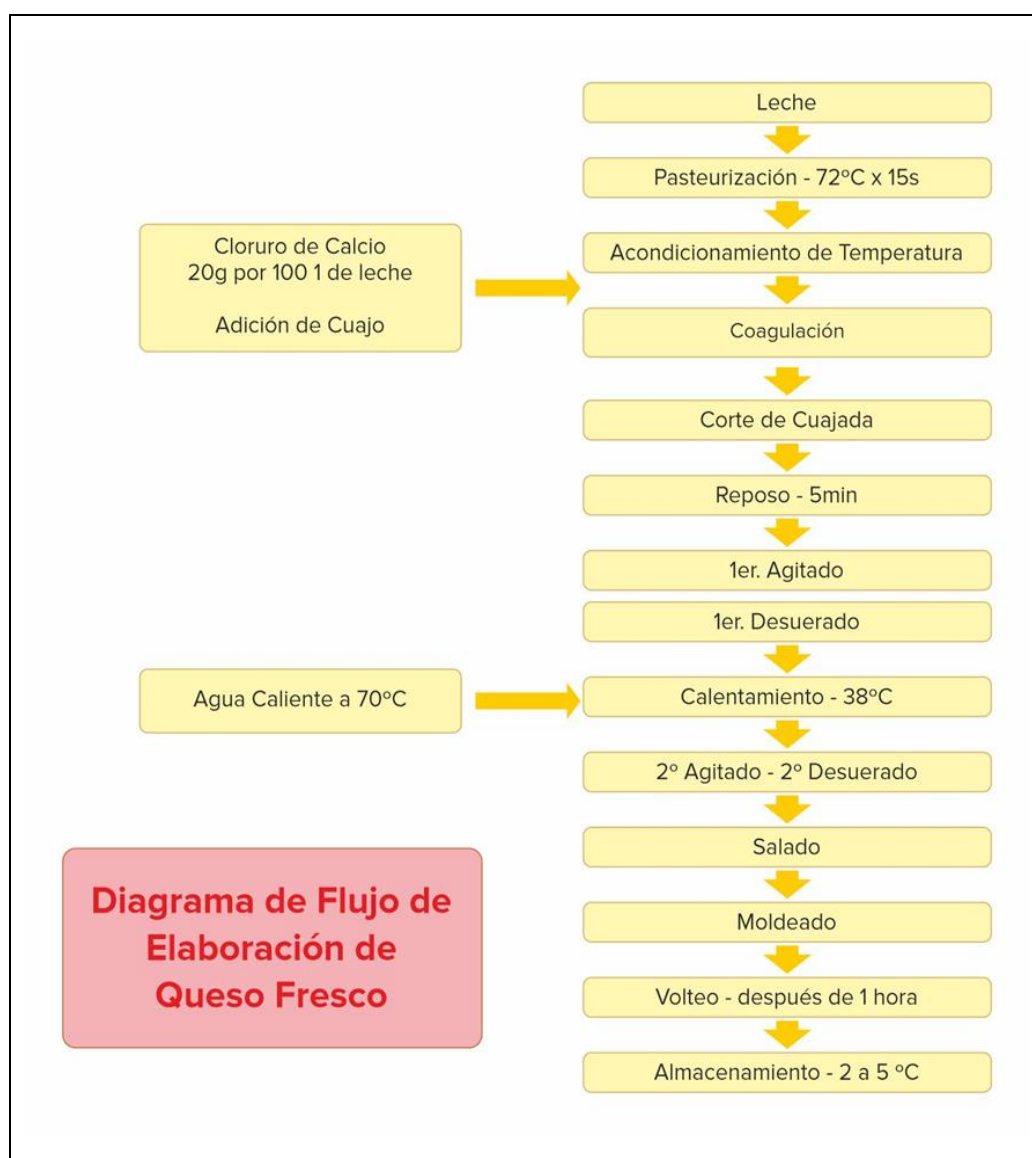 Leche
Pasteurización - 72ºC x 15s
Cloruro de Calcio
20g por 100 1 de leche
Adición de Cuajo
Acondicionamiento de Temperatura
Coagulación
Corte de Cuajada
Reposo - 5min
1er. Agitado
1er. Desuerado
Agua Caliente a 70ºC
Calentamiento - 38ºC
2º Agitado - 2º Desuerado
Salado
Diagrama de Flujo de
Elaboración de
Queso Fresco
Moldeado
Volteo - después de 1 hora
Almacenamiento - 2 a 5 ºC